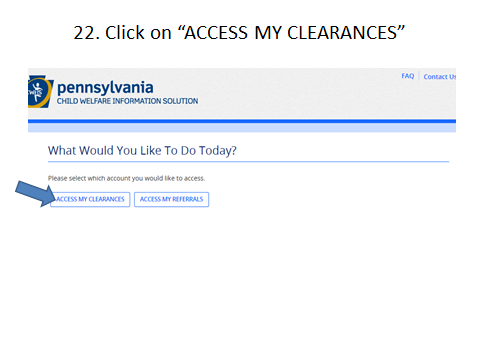 22. Click on “ACCESS MY CLEARANCES”
FAQ Contact Us
pennsylvania
CHILD WELFARE INFORMATION SOLUTION
What Would You Like To Do Today?
Please select which account you would like to access.
ACCESS MY CLEARANCES ACCESS MY REFERRALS